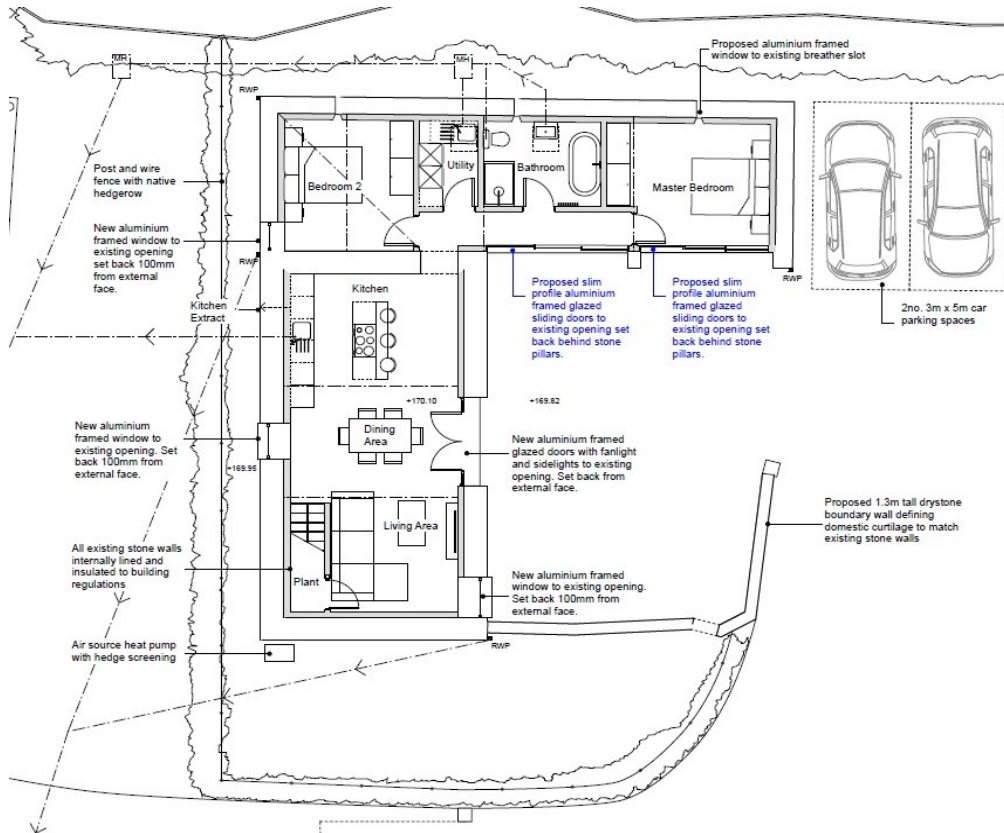 Proposed aluminium framed
window to existing breather slot
MH
MH
RWP
RWP
Post and wire
fence with native
hedgerow
Bedroom 2
Utility
Bathroom
Master Bedroom
New aluminium
framed window to
existing opening
set back 100mm
from external
face.
RWP
RWP
Kitchen
Extract
Kitchen
Proposed slim
profile aluminium
framed glazed
sliding doors to
existing opening set
back behind stone
pillars.
Proposed slim
profile aluminium
framed glazed
sliding doors to
existing opening set
back behind stone
pillars.
2no. 3m x 5m car
parking spaces
+170.10
+169.82
New aluminium
framed window to
existing opening. Set
back 100mm from
external face.
+169.95
Dining
Area
New aluminium framed
glazed doors with fanlight
and sidelights to existing
opening. Set back from
external face.
Living Area
Proposed 1.3m tall drystone
boundary wall defining
domestic curtilage to match
existing stone walls
All existing stone walls
internally lined and
insulated to building
regulations
Plant
New aluminium framed
window to existing opening.
Set back 100mm from
external face.
Air source heat pump
with hedge screening
RWP